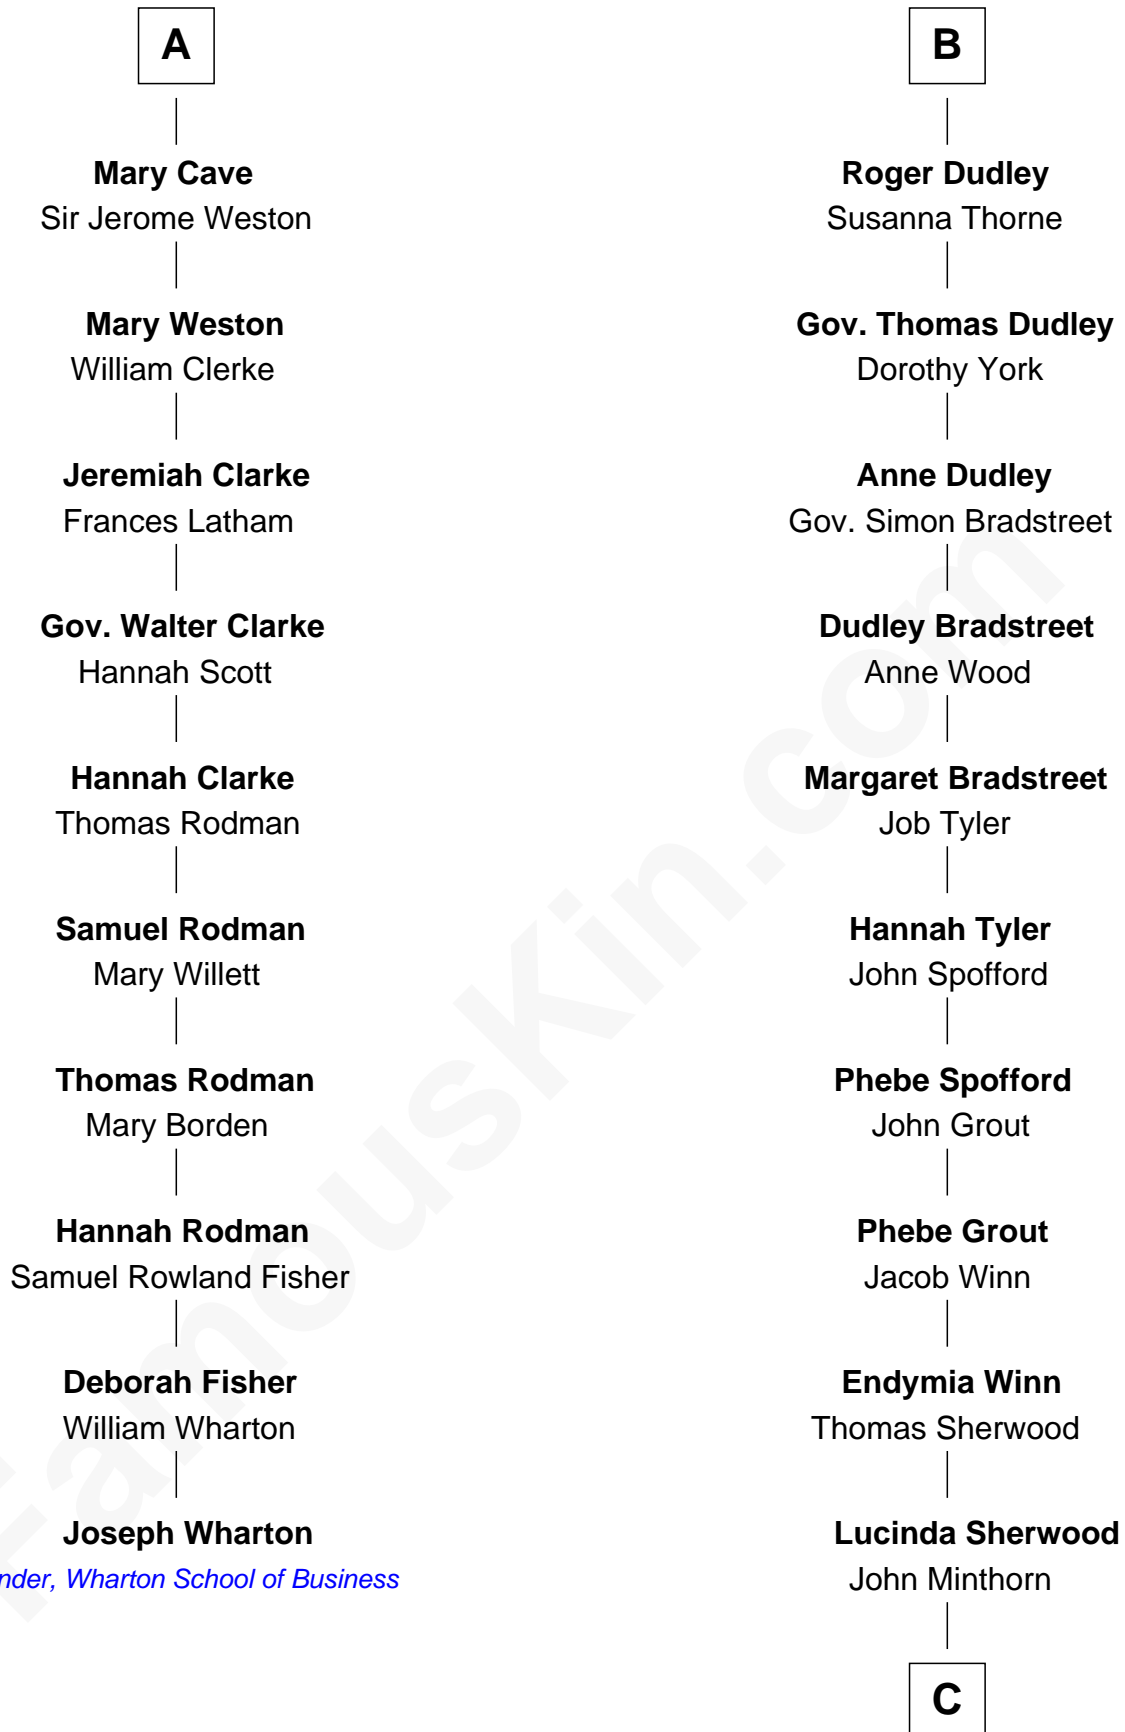 A
Mary Cave
Sir Jerome Weston
Mary Weston
William Clerke
Jeremiah Clarke
Frances Latham
Gov. Walter Clarke
Hannah Scott
Hannah Clarke
Thomas Rodman
Samuel Rodman
Mary Willett
Thomas Rodman
Mary Borden
Hannah Rodman
Samuel Rowland Fisher
Deborah Fisher
William Wharton
Joseph Wharton
nder, Wharton School of Business
B
Roger Dudley
Susanna Thorne
Gov. Thomas Dudley
Dorothy York
Anne Dudley
Gov. Simon Bradstreet
Dudley Bradstreet
Anne Wood
Margaret Bradstreet
Job Tyler
Hannah Tyler
John Spofford
Phebe Spofford
John Grout
Phebe Grout
Jacob Winn
Endymia Winn
Thomas Sherwood
Lucinda Sherwood
John Minthorn
C
FamousKin.com